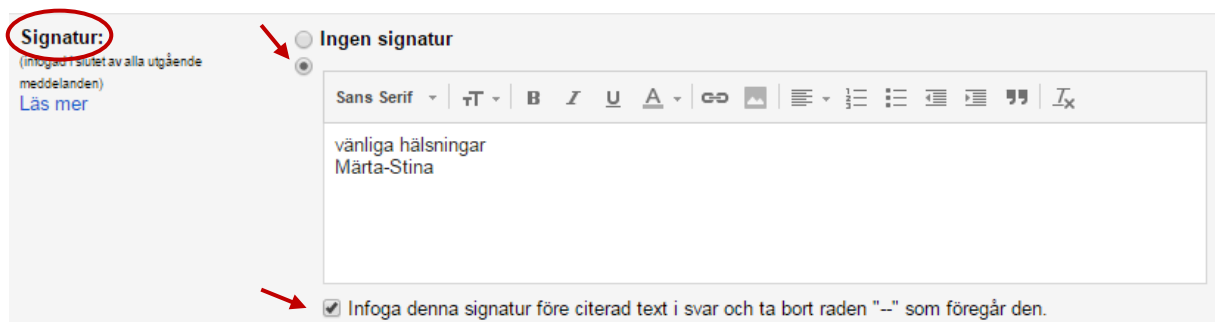 Signatur:
(infogad i slutet av alla utgående
meddelanden)
Läs mer
Ingen signatur
Sans Serif
vänliga hälsningar
Märta-Stina
Infoga denna signatur före citerad text i svar och ta bort raden "--" som föregår den.